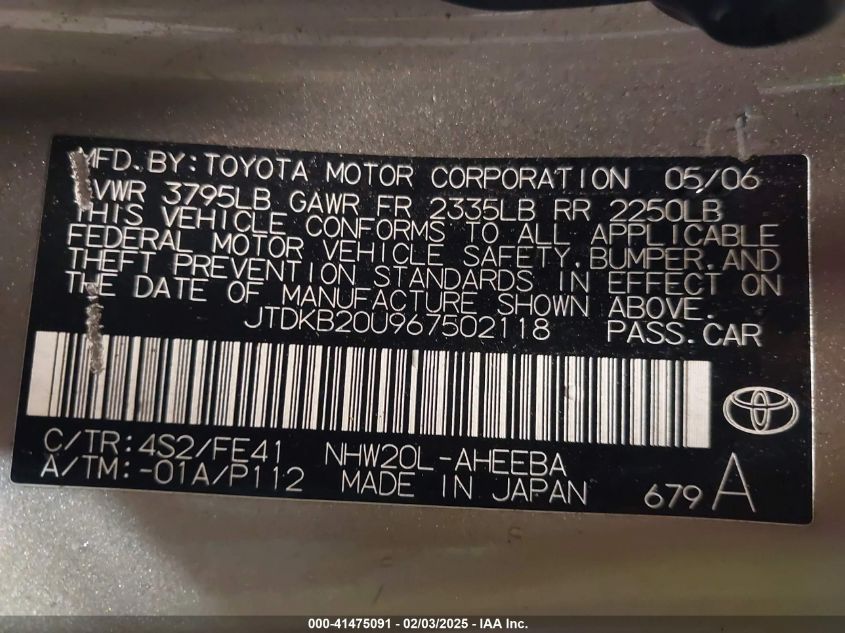 MFD.BY:TOYOTA MOTOR CORPORATION 05/06
GVWR 3795LB GAWR FR 2335LB RR 2250LB
THIS VEHICLE CONFORMS TO ALL APPLICABLE
FEDERAL MOTOR VEHICLE SAFETY,BUMPER,AND
THEFT PREVENTION STANDARDS IN EFFECT ON
THE DATE OF MANUFACTURE SHOWN ABOVE.
JTDKB20U967502118 PASS.CAR
C/TR:4S2/FE41 NHW20L-AHEEBA
A/TM:-01A/P112 MADE IN JAPAN 679 A
000-41475091 - 02/03/2025 - IAA Inc.